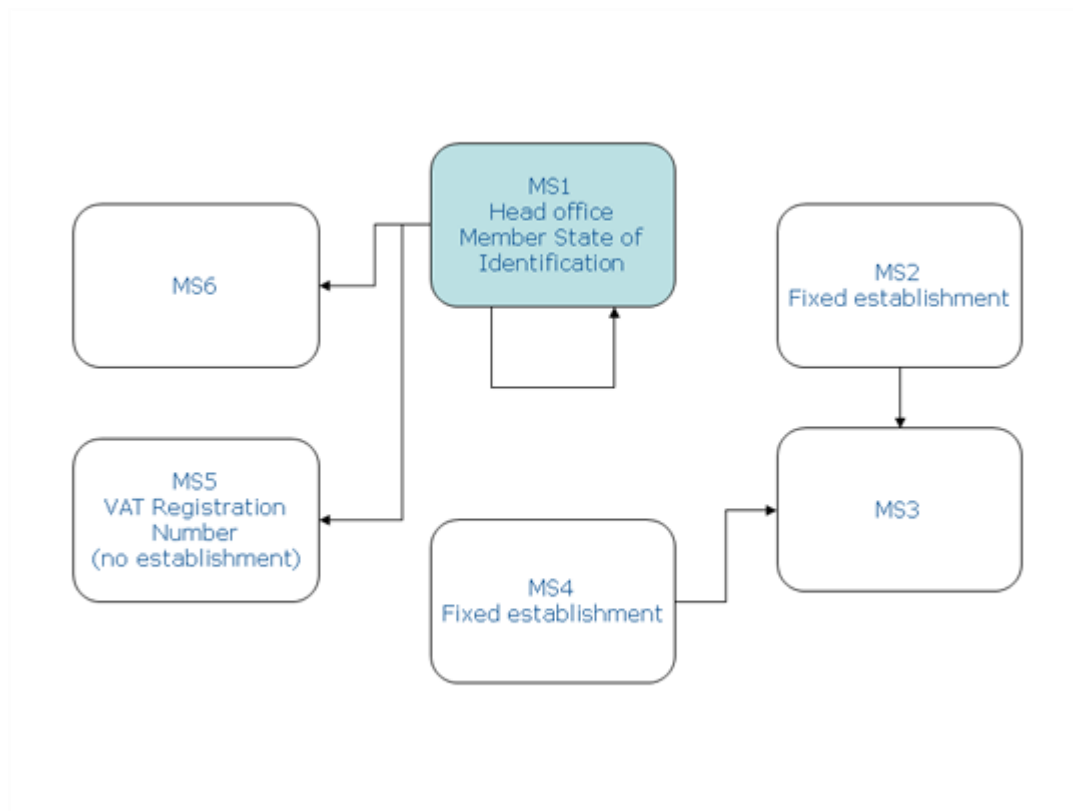 MS1
Head office
Member State of
Identification
MS6
MS2
Fixed establishment
MS5
VAT Registration
Number
(no establishment)
MS3
MS4
Fixed establishment